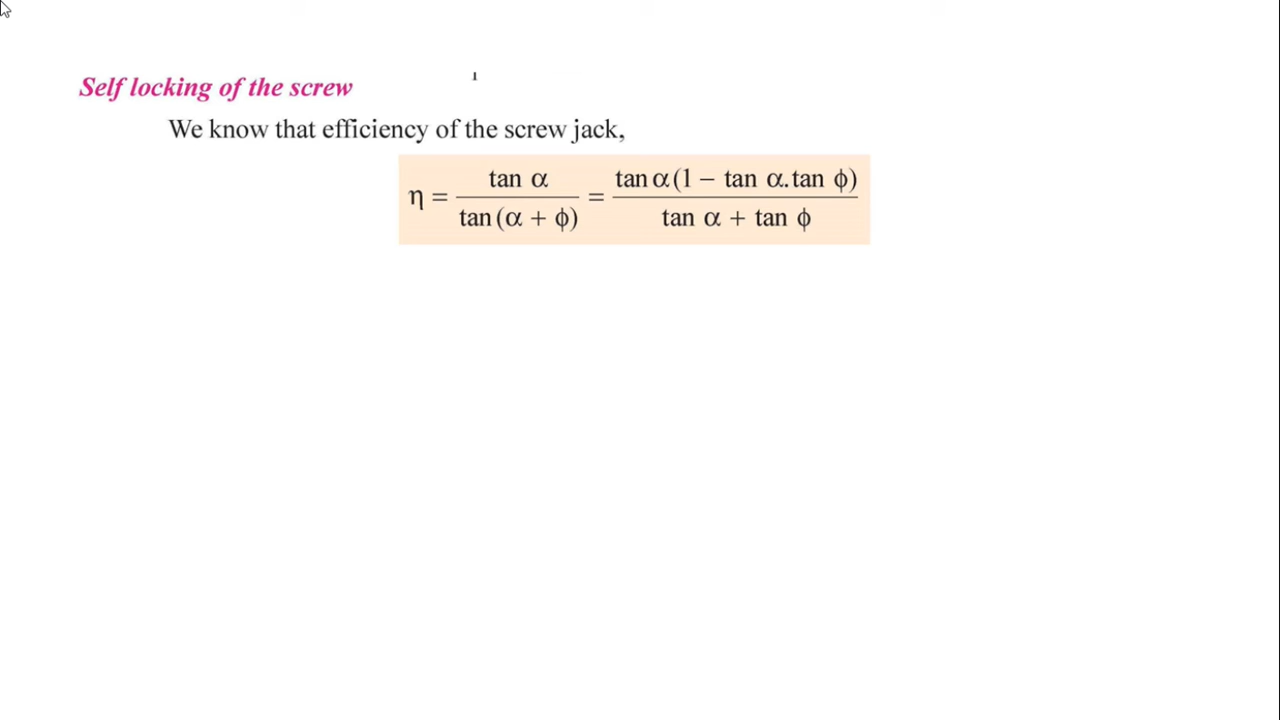 Self locking of the screw
We know that efficiency of the screw jack,
η = tan α / tan (α + ϕ) = tan α (1 − tan α.tan ϕ) / tan α + tan ϕ